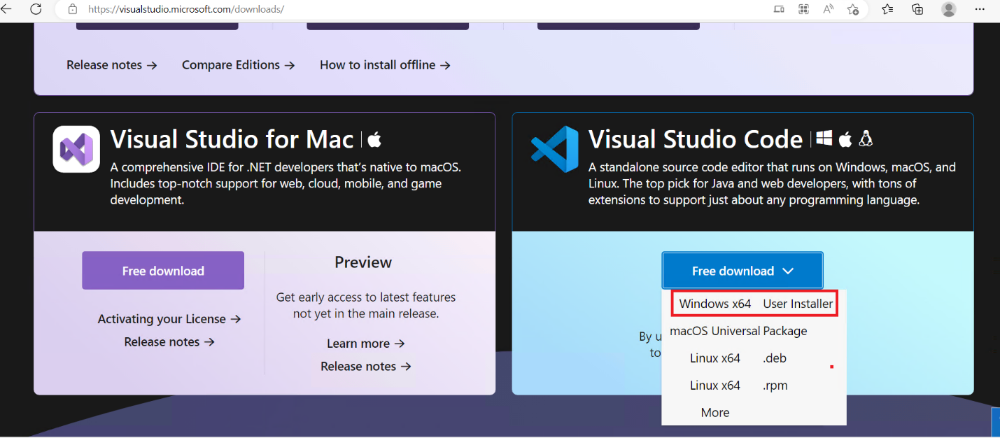 https://visualstudio.microsoft.com/downloads/
Release notes → Compare Editions → How to install offline →
Visual Studio for Mac
A comprehensive IDE for .NET developers that's native to macOS.
Includes top-notch support for web, cloud, mobile, and game
development.
Free download
Activating your License →
Release notes →
Preview
Get early access to latest features
not yet in the main release.
Learn more →
Release notes →
Visual Studio Code
A standalone source code editor that runs on Windows, macOS, and
Linux. The top pick for Java and web developers, with tons of
extensions to support just about any programming language.
Free download
Windows x64 User Installer
macOS Universal Package
Linux x64 .deb
Linux x64 .rpm
More
By
to